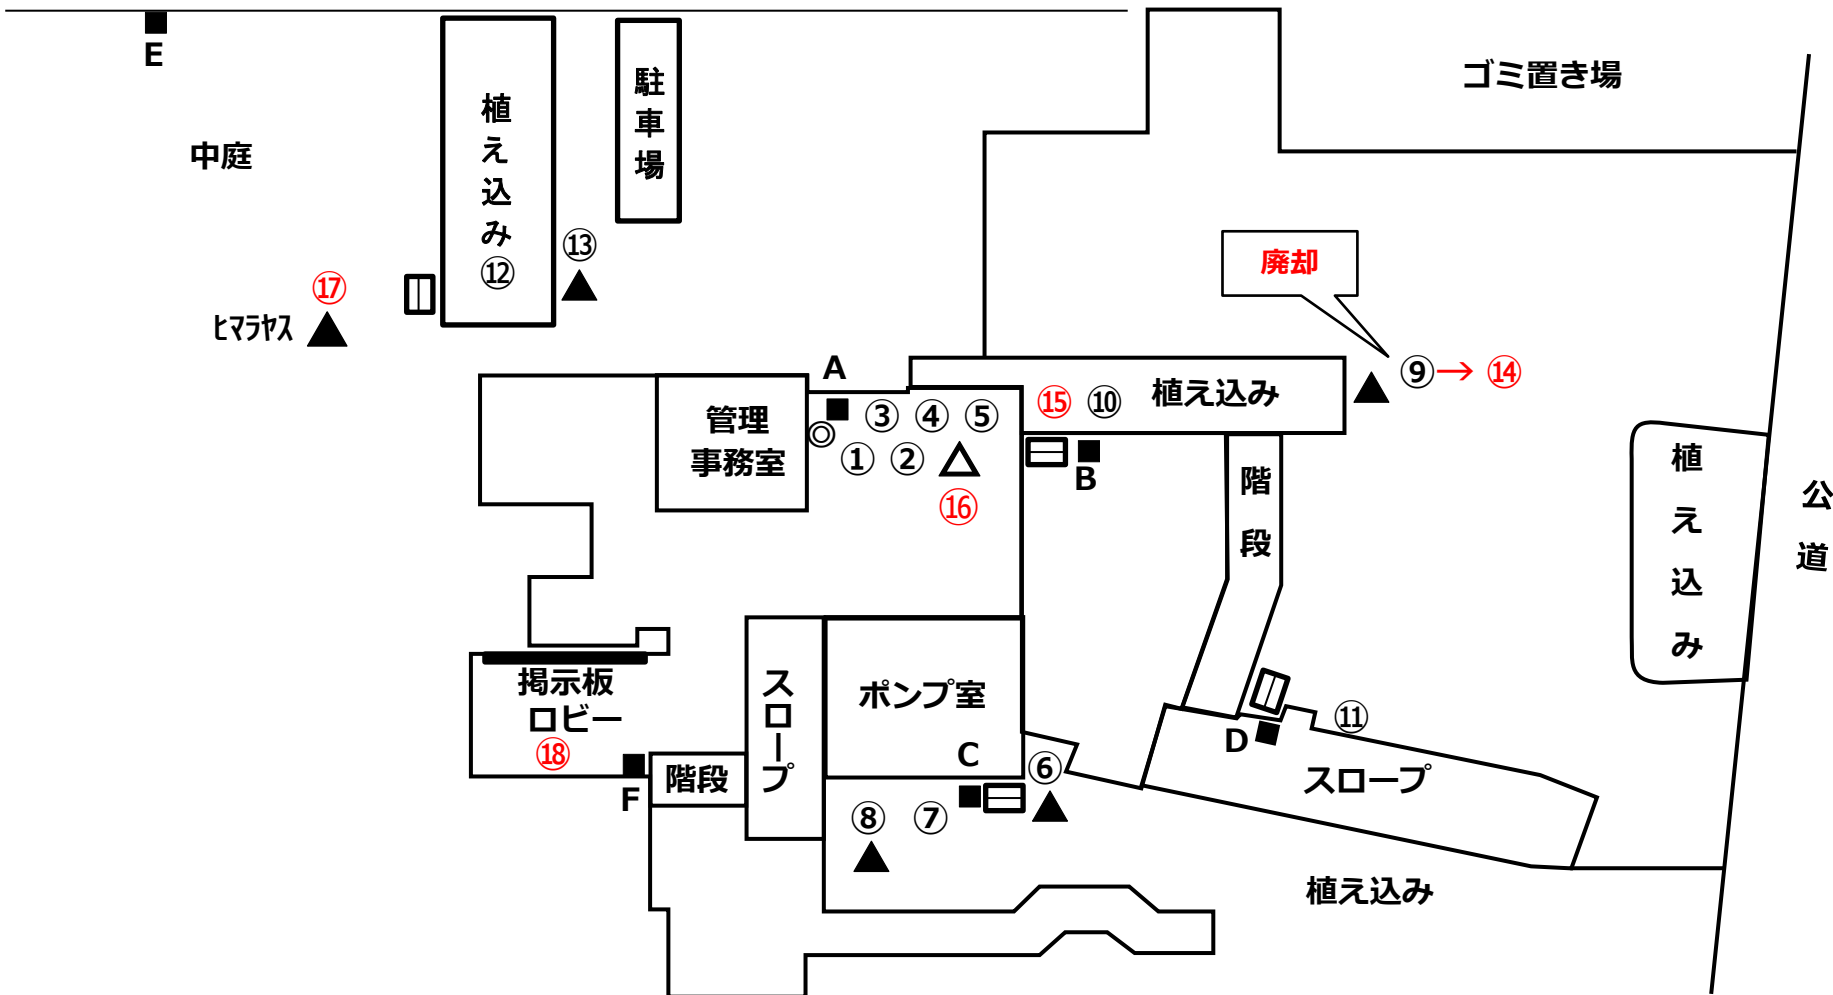 E
植え込み
⑫
駐車場
ゴミ置き場
中庭
⑬
⑰
ヒマラヤス
廃却
A
⑨→⑭
管理
事務室
③ ④ ⑤
① ②
⑯
⑮ ⑩ 植え込み
B
階段
植え込み
公道
掲示板
ロビー
⑱
F
階段
スロープ
ポンプ室
C
⑥
⑦
⑧
D
⑪
スロープ
植え込み